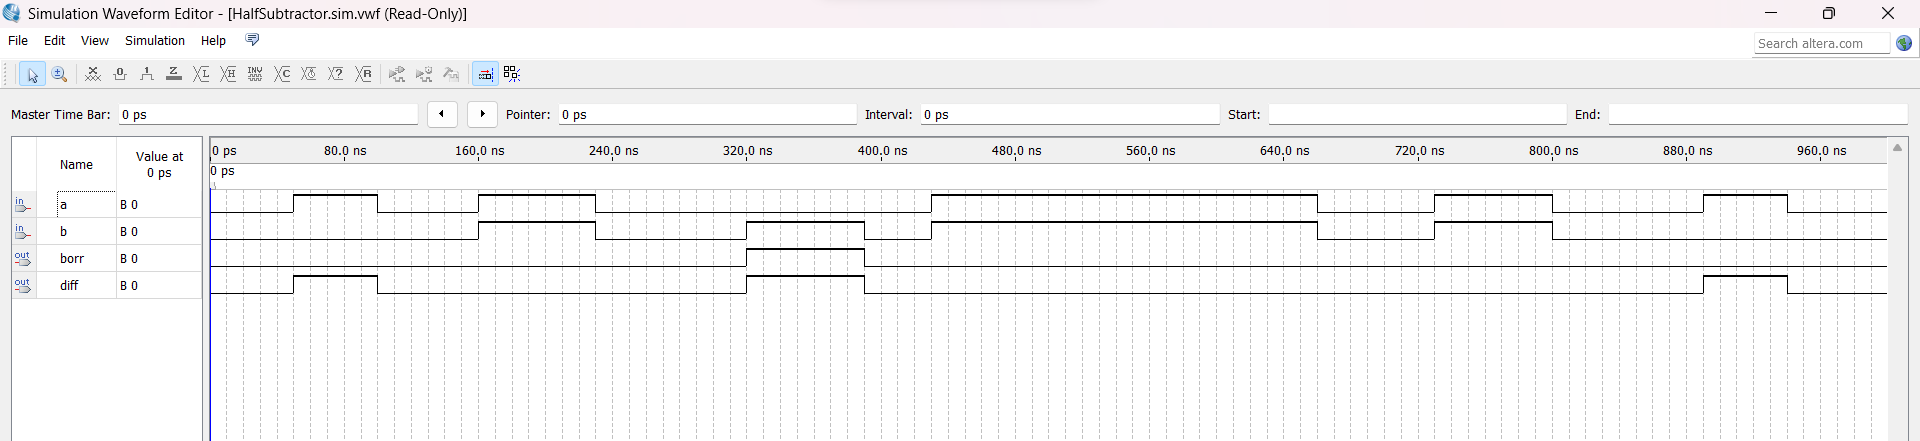 Simulation Waveform Editor - [HalfSubtractor.sim.vwf (Read-Only)]
File Edit View Simulation Help
Search altera.com
Master Time Bar: 0 ps Pointer: 0 ps Interval: 0 ps Start: End:
Name Value at 0 ps
0 ps 80.0 ns 160.0 ns 240.0 ns 320.0 ns 400.0 ns 480.0 ns 560.0 ns 640.0 ns 720.0 ns 800.0 ns 880.0 ns 960.0 ns
0 ps
in a B 0
in b B 0
out borr B 0
out diff B 0